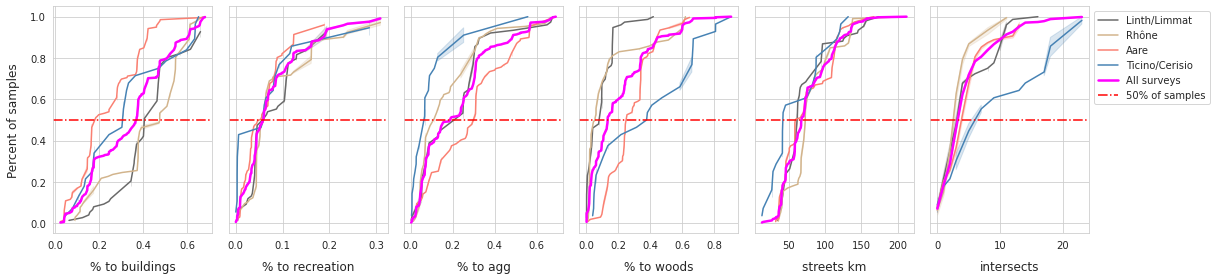 Percent of samples
1.0
0.8
0.6
0.4
0.2
0.0
0.0 0.2 0.4 0.6
% to buildings
0.0 0.1 0.2 0.3
% to recreation
0.0 0.2 0.4 0.6
% to agg
0.0 0.2 0.4 0.6 0.8
% to woods
50 100 150 200
streets km
0 10 20
intersects
Linth/Limmat
Rhône
Aare
Ticino/Cerisio
All surveys
50% of samples